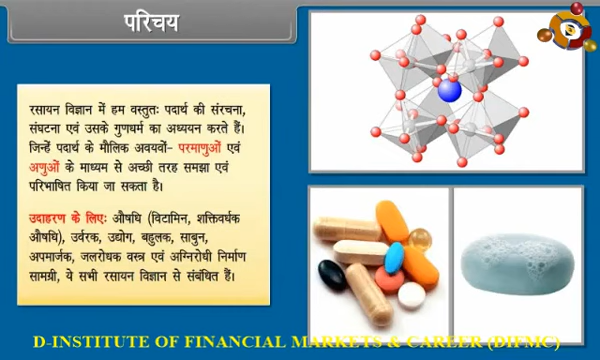 परिचय
रसायन विज्ञान में हम वस्तुतः पदार्थ की संरचना,
संघटना एवं उसके गुणधर्म का अध्ययन करते हैं।
जिन्हें पदार्थ के मौलिक अवयवों- परमाणुओं एवं
अणुओं के माध्यम से अच्छी तरह समझा एवं
परिभाषित किया जा सकता है।
उदाहरण के लिएः औषधि (विटामिन, शक्तिवर्धक
औषधि), उर्वरक, उद्योग, बहुलक, साबुन,
अपमार्जक, जलरोधक वस्त्र एवं अग्निरोधी निर्माण
सामग्री, ये सभी रसायन विज्ञान से संबंधित हैं।
D-INSTITUTE OF FINANCIAL MARKETS & CAREER (DIFMC)